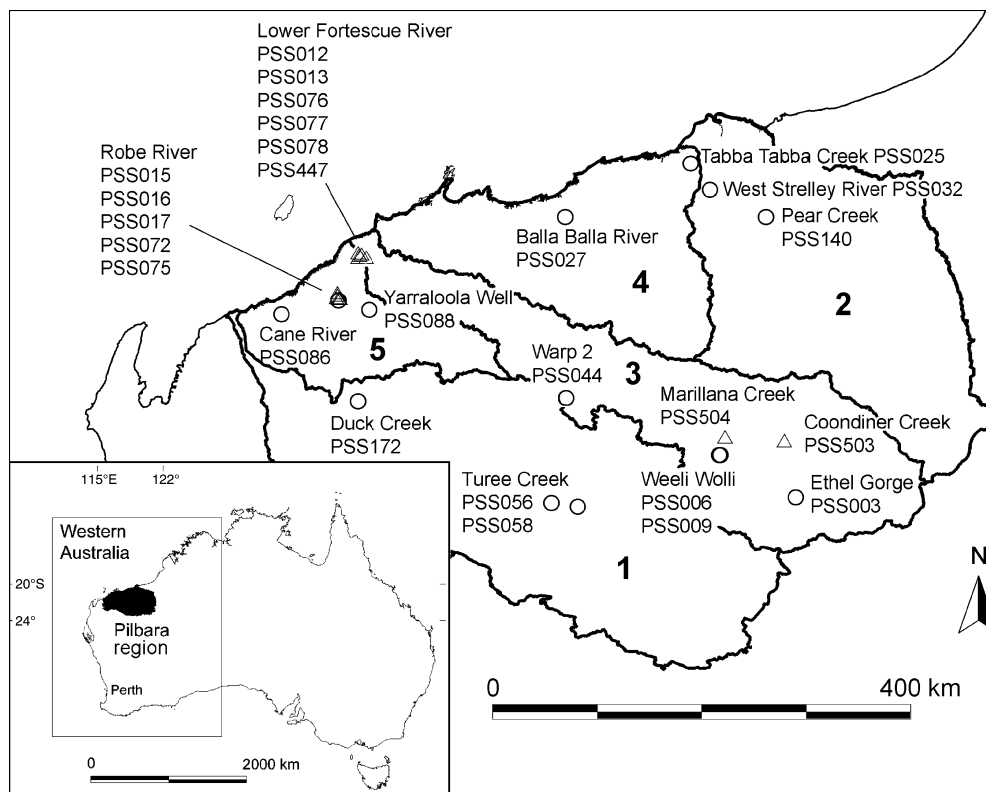 Lower Fortescue River
PSS012
PSS013
PSS076
PSS077
PSS078
PSS447
Robe River
PSS015
PSS016
PSS017
PSS072
PSS075
Tabba Tabba Creek PSS025
West Strelley River PSS032
Pear Creek
PSS140
Balla Balla River
PSS027
4
2
Yarraloola Well
PSS088
Cane River
PSS086
5
Warp 2
PSS044
3
Marillana Creek
PSS504
Coondiner Creek
PSS503
Duck Creek
PSS172
Turee Creek
PSS056
PSS058
Weeli Wolli
PSS006
PSS009
Ethel Gorge
PSS003
1
N
0 400 km
115°E 122°
Western
Australia
20°S
24°
Pilbara
region
Perth
0 2000 km